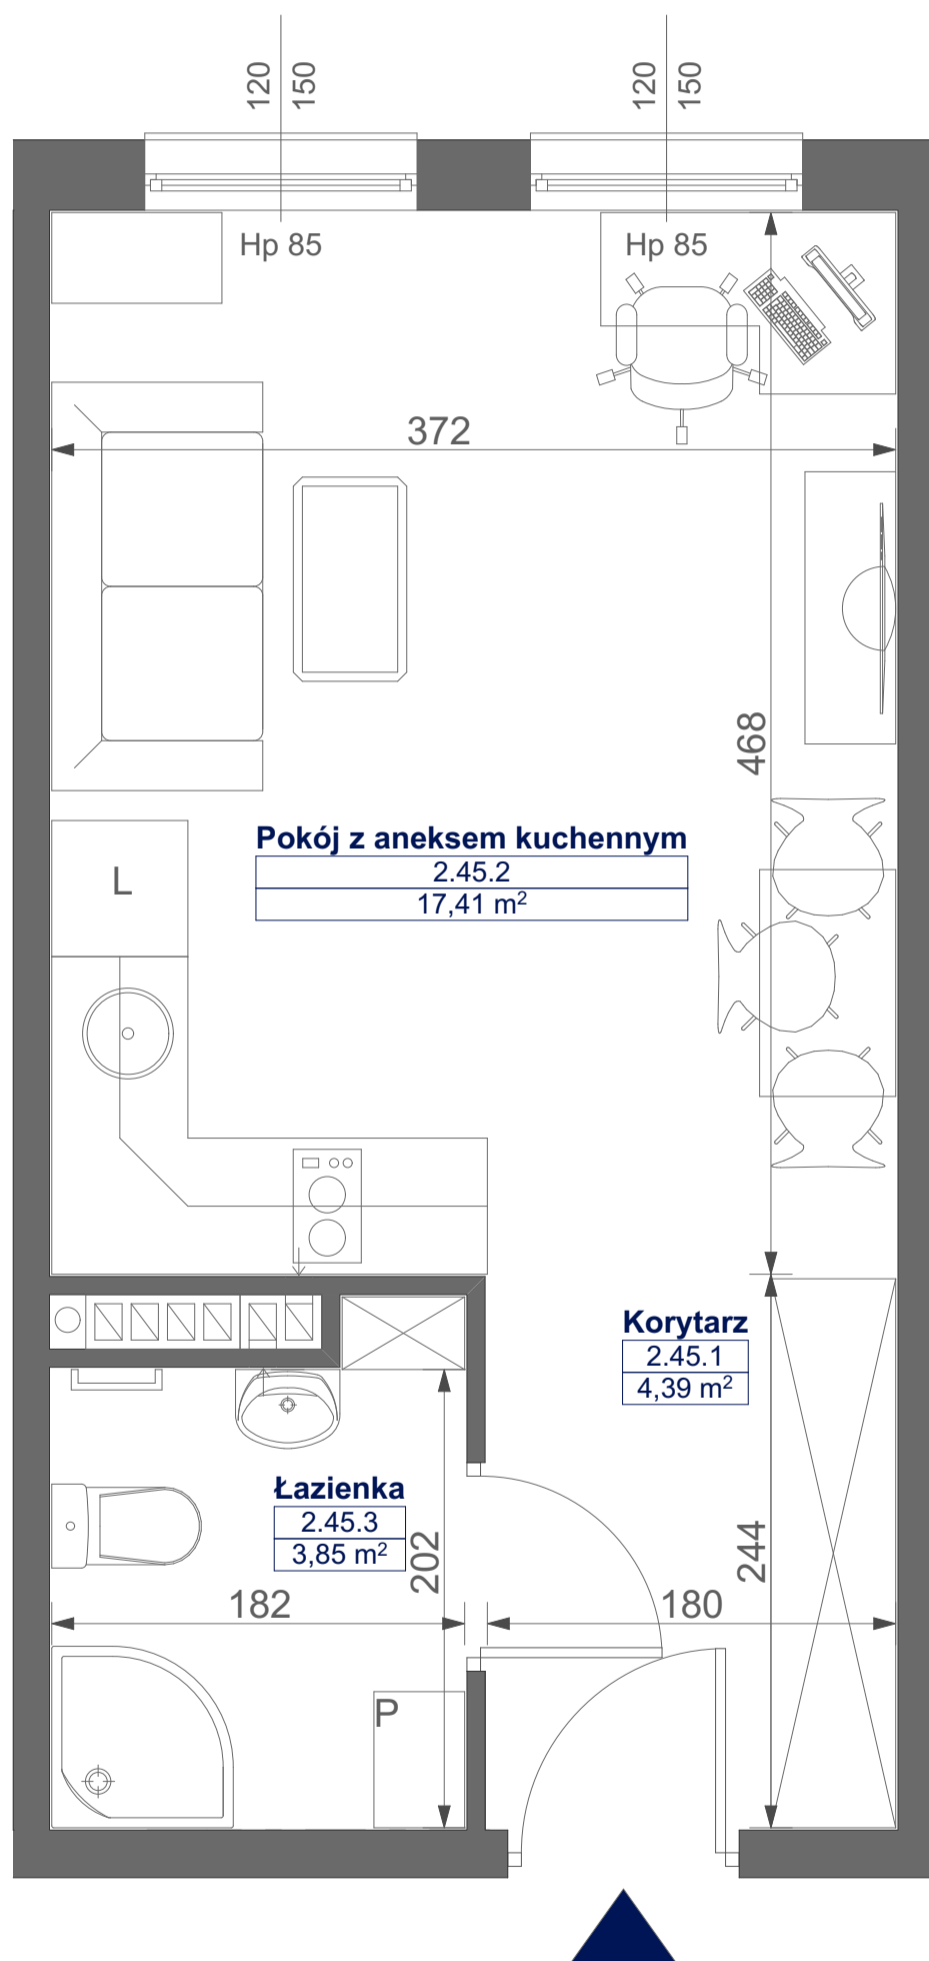 120
150
120
150
Hp 85
Hp 85
372
468
Pokój z aneksem kuchennym
2.45.2
17,41 m²
L
Korytarz
2.45.1
4,39 m²
Łazienka
2.45.3
3,85 m²
202
244
182
180
P